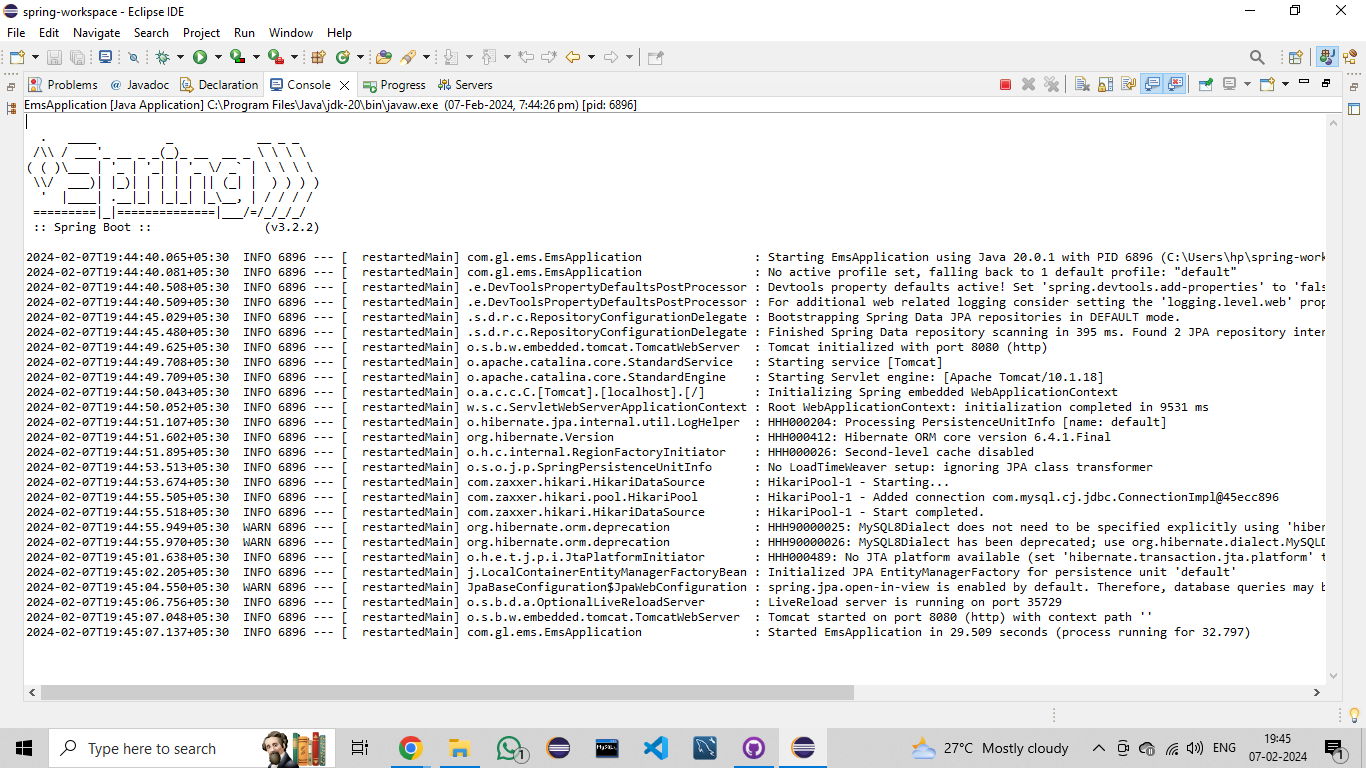 spring-workspace - Eclipse IDE
File Edit Navigate Search Project Run Window Help
Problems @ Javadoc Declaration Console Progress Servers
EmsApplication [Java Application] C:\Program Files\Java\jdk-20\bin\javaw.exe (07-Feb-2024, 7:44:26 pm) [pid: 6896]
  .   ____          _            __ _ _
 /\\ / ___'_ __ _ _(_)_ __  __ _ \ \ \ \
( ( )\___ | '_ | '_| | '_ \/ _` | \ \ \ \
 \\/  ___)| |_)| | | | | || (_| |  ) ) ) )
  '  |____| .__|_| |_|_| |_\__, | / / / /
 =========|_|==============|___/=/_/_/_/
 :: Spring Boot ::                (v3.2.2)
2024-02-07T19:44:40.065+05:30  INFO 6896 --- [  restartedMain] com.gl.ems.EmsApplication                : Starting EmsApplication using Java 20.0.1 with PID 6896 (C:\Users\hp\spring-work
2024-02-07T19:44:40.081+05:30  INFO 6896 --- [  restartedMain] com.gl.ems.EmsApplication                : No active profile set, falling back to 1 default profile: "default"
2024-02-07T19:44:40.508+05:30  INFO 6896 --- [  restartedMain] .e.DevToolsPropertyDefaultsPostProcessor : Devtools property defaults active! Set 'spring.devtools.add-properties' to 'fals
2024-02-07T19:44:40.509+05:30  INFO 6896 --- [  restartedMain] .e.DevToolsPropertyDefaultsPostProcessor : For additional web related logging consider setting the 'logging.level.web' prop
2024-02-07T19:44:45.029+05:30  INFO 6896 --- [  restartedMain] .s.d.r.c.RepositoryConfigurationDelegate : Bootstrapping Spring Data JPA repositories in DEFAULT mode.
2024-02-07T19:44:45.480+05:30  INFO 6896 --- [  restartedMain] .s.d.r.c.RepositoryConfigurationDelegate : Finished Spring Data repository scanning in 395 ms. Found 2 JPA repository inter
2024-02-07T19:44:49.625+05:30  INFO 6896 --- [  restartedMain] o.s.b.w.embedded.tomcat.TomcatWebServer  : Tomcat initialized with port 8080 (http)
2024-02-07T19:44:49.708+05:30  INFO 6896 --- [  restartedMain] o.apache.catalina.core.StandardService   : Starting service [Tomcat]
2024-02-07T19:44:49.709+05:30  INFO 6896 --- [  restartedMain] o.apache.catalina.core.StandardEngine    : Starting Servlet engine: [Apache Tomcat/10.1.18]
2024-02-07T19:44:50.043+05:30  INFO 6896 --- [  restartedMain] o.a.c.c.C.[Tomcat].[localhost].[/]       : Initializing Spring embedded WebApplicationContext
2024-02-07T19:44:50.052+05:30  INFO 6896 --- [  restartedMain] w.s.c.ServletWebServerApplicationContext : Root WebApplicationContext: initialization completed in 9531 ms
2024-02-07T19:44:51.107+05:30  INFO 6896 --- [  restartedMain] o.hibernate.jpa.internal.util.LogHelper  : HHH000204: Processing PersistenceUnitInfo [name: default]
2024-02-07T19:44:51.602+05:30  INFO 6896 --- [  restartedMain] org.hibernate.Version                    : HHH000412: Hibernate ORM core version 6.4.1.Final
2024-02-07T19:44:51.895+05:30  INFO 6896 --- [  restartedMain] o.h.c.internal.RegionFactoryInitiator    : HHH000026: Second-level cache disabled
2024-02-07T19:44:53.513+05:30  INFO 6896 --- [  restartedMain] o.s.o.j.p.SpringPersistenceUnitInfo      : No LoadTimeWeaver setup: ignoring JPA class transformer
2024-02-07T19:44:53.674+05:30  INFO 6896 --- [  restartedMain] com.zaxxer.hikari.HikariDataSource       : HikariPool-1 - Starting...
2024-02-07T19:44:55.505+05:30  INFO 6896 --- [  restartedMain] com.zaxxer.hikari.pool.HikariPool        : HikariPool-1 - Added connection com.mysql.cj.jdbc.ConnectionImpl@45ecc896
2024-02-07T19:44:55.518+05:30  INFO 6896 --- [  restartedMain] com.zaxxer.hikari.HikariDataSource       : HikariPool-1 - Start completed.
2024-02-07T19:44:55.949+05:30  WARN 6896 --- [  restartedMain] org.hibernate.orm.deprecation            : HHH90000025: MySQL8Dialect does not need to be specified explicitly using 'hiber
2024-02-07T19:44:55.970+05:30  WARN 6896 --- [  restartedMain] org.hibernate.orm.deprecation            : HHH90000026: MySQL8Dialect has been deprecated; use org.hibernate.dialect.MySQLD
2024-02-07T19:45:01.638+05:30  INFO 6896 --- [  restartedMain] o.h.e.t.j.p.i.JtaPlatformInitiator       : HHH000489: No JTA platform available (set 'hibernate.transaction.jta.platform' t
2024-02-07T19:45:02.205+05:30  INFO 6896 --- [  restartedMain] j.LocalContainerEntityManagerFactoryBean : Initialized JPA EntityManagerFactory for persistence unit 'default'
2024-02-07T19:45:04.550+05:30  WARN 6896 --- [  restartedMain] JpaBaseConfiguration$JpaWebConfiguration : spring.jpa.open-in-view is enabled by default. Therefore, database queries may b
2024-02-07T19:45:06.756+05:30  INFO 6896 --- [  restartedMain] o.s.b.d.a.OptionalLiveReloadServer       : LiveReload server is running on port 35729
2024-02-07T19:45:07.048+05:30  INFO 6896 --- [  restartedMain] o.s.b.w.embedded.tomcat.TomcatWebServer  : Tomcat started on port 8080 (http) with context path ''
2024-02-07T19:45:07.137+05:30  INFO 6896 --- [  restartedMain] com.gl.ems.EmsApplication                : Started EmsApplication in 29.509 seconds (process running for 32.797)
Type here to search
1
MySQL
27°C Mostly cloudy
ENG
19:45
07-02-2024
1